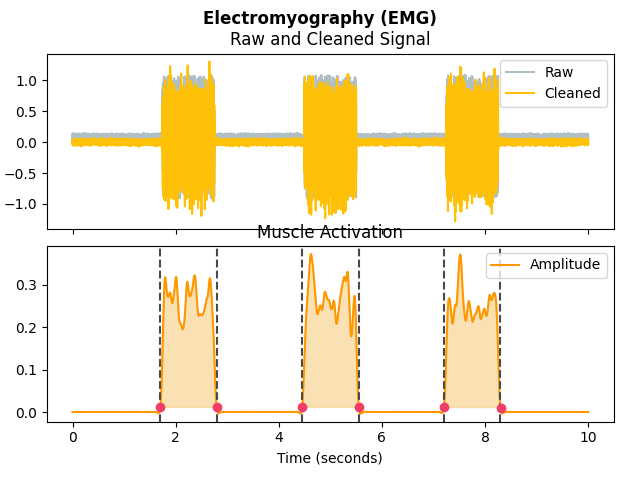 Electromyography (EMG)
Raw and Cleaned Signal
Raw
Cleaned
1.0
0.5
0.0
−0.5
−1.0
Muscle Activation
Amplitude
0.3
0.2
0.1
0.0
0 2 4 6 8 10
Time (seconds)